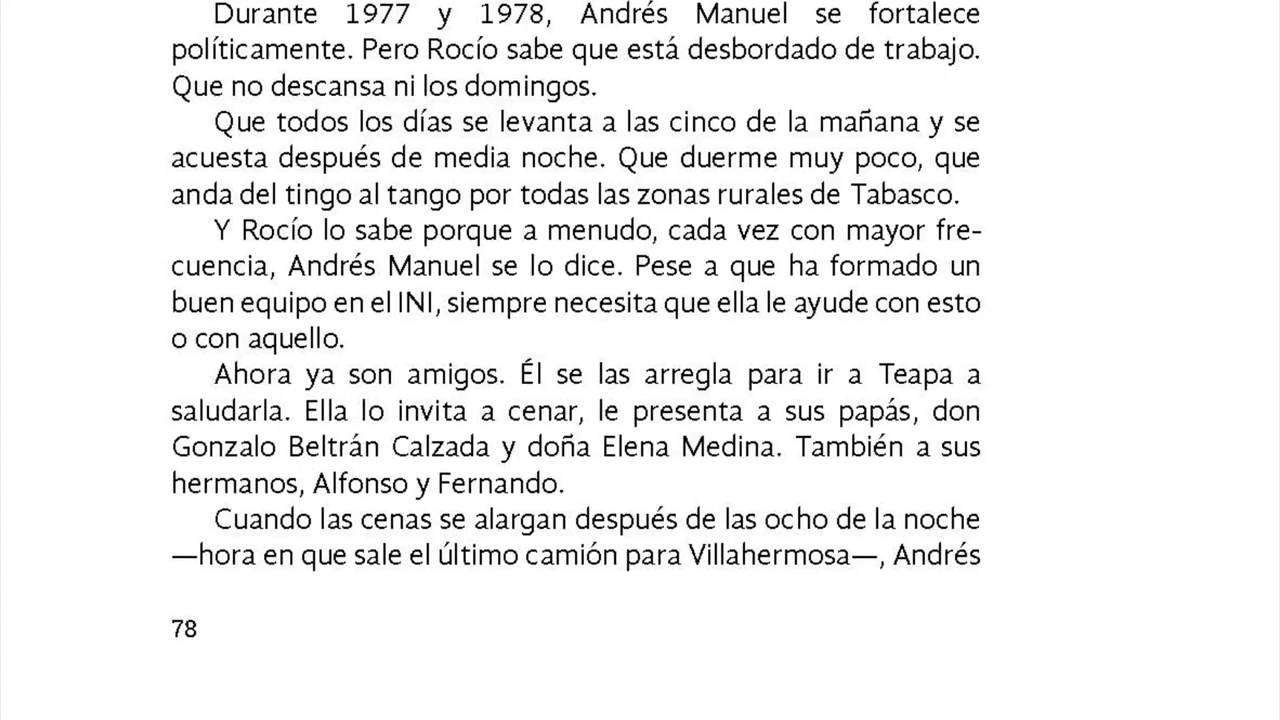 Durante 1977 y 1978, Andrés Manuel se fortalece
políticamente. Pero Rocío sabe que está desbordado de trabajo.
Que no descansa ni los domingos.
Que todos los días se levanta a las cinco de la mañana y se
acuesta después de media noche. Que duerme muy poco, que
anda del tingo al tango por todas las zonas rurales de Tabasco.
Y Rocío lo sabe porque a menudo, cada vez con mayor fre-
cuencia, Andrés Manuel se lo dice. Pese a que ha formado un
buen equipo en el INI, siempre necesita que ella le ayude con esto
o con aquello.
Ahora ya son amigos. Él se las arregla para ir a Teapa a
saludarla. Ella lo invita a cenar, le presenta a sus papás, don
Gonzalo Beltrán Calzada y doña Elena Medina. También a sus
hermanos, Alfonso y Fernando.
Cuando las cenas se alargan después de las ocho de la noche
—hora en que sale el último camión para Villahermosa—, Andrés
78